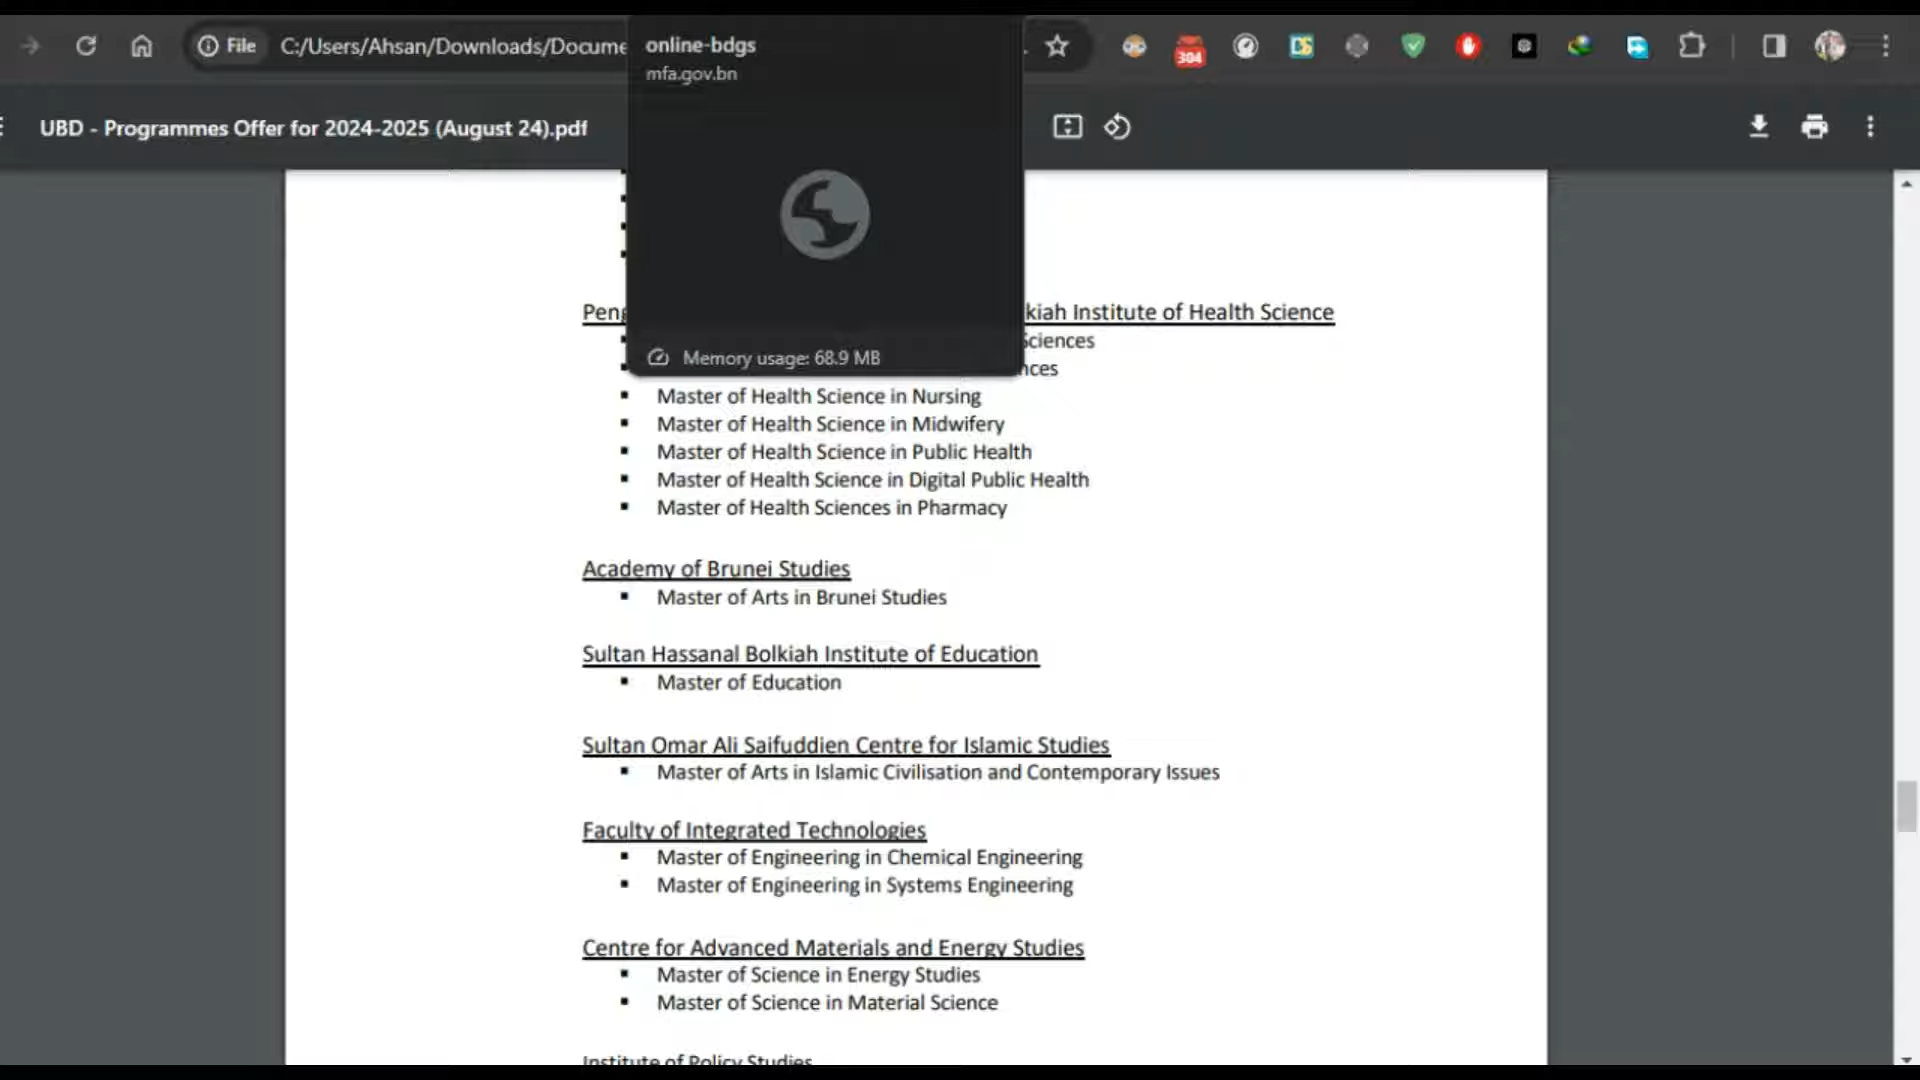 File
C:/Users/Ahsan/Downloads/Docume
online-bdgs
mfa.gov.bn
304
UBD - Programmes Offer for 2024-2025 (August 24).pdf
Memory usage: 68.9 MB
kiah Institute of Health Science
Sciences
Master of Health Science in Nursing
Master of Health Science in Midwifery
Master of Health Science in Public Health
Master of Health Science in Digital Public Health
Master of Health Sciences in Pharmacy
Academy of Brunei Studies
Master of Arts in Brunei Studies
Sultan Hassanal Bolkiah Institute of Education
Master of Education
Sultan Omar Ali Saifuddien Centre for Islamic Studies
Master of Arts in Islamic Civilisation and Contemporary Issues
Faculty of Integrated Technologies
Master of Engineering in Chemical Engineering
Master of Engineering in Systems Engineering
Centre for Advanced Materials and Energy Studies
Master of Science in Energy Studies
Master of Science in Material Science
Institute of Policy Studies